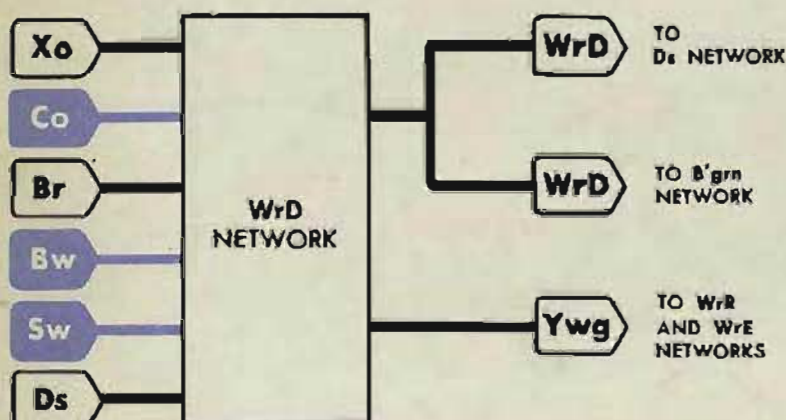 Xo
Co
Br
Bw
Sw
Ds
WrD
NETWORK
WrD
TO
Ds NETWORK
WrD
TO B'grn
NETWORK
Ywg
TO WrR
AND WrE
NETWORKS